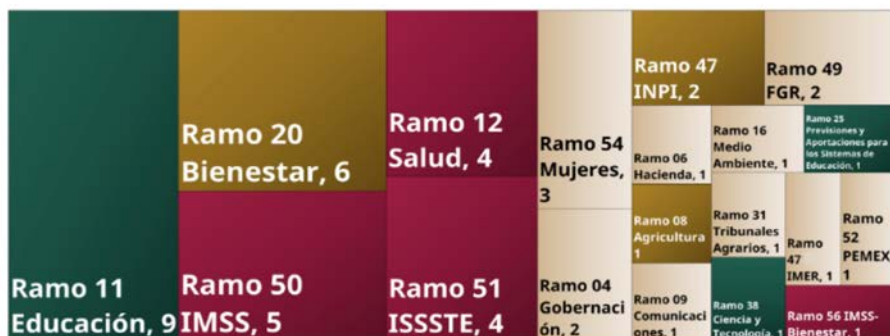 Ramo 11
Educación, 9
Ramo 20
Bienestar, 6
Ramo 50
IMSS, 5
Ramo 12
Salud, 4
Ramo 51
ISSSTE, 4
Ramo 54
Mujeres,
3
Ramo 04
Gobernaci
ón, 2
Ramo 47
INPI, 2
Ramo 49
FGR, 2
Ramo 06
Hacienda, 1
Ramo 16
Medio
Ambiente, 1
Ramo 25
Previsiones y
Aportaciones para
los Sistemas de
Educación, 1
Ramo 08
Agricultura
1
Ramo 31
Tribunales
Agrarios, 1
Ramo
47
IMER, 1
Ramo
52
PEMEX
1
Ramo 09
Comunicaci
ones, 1
Ramo 38
Ciencia y
Tecnología, 1
Ramo 56 IMSS-
Bienestar, 1